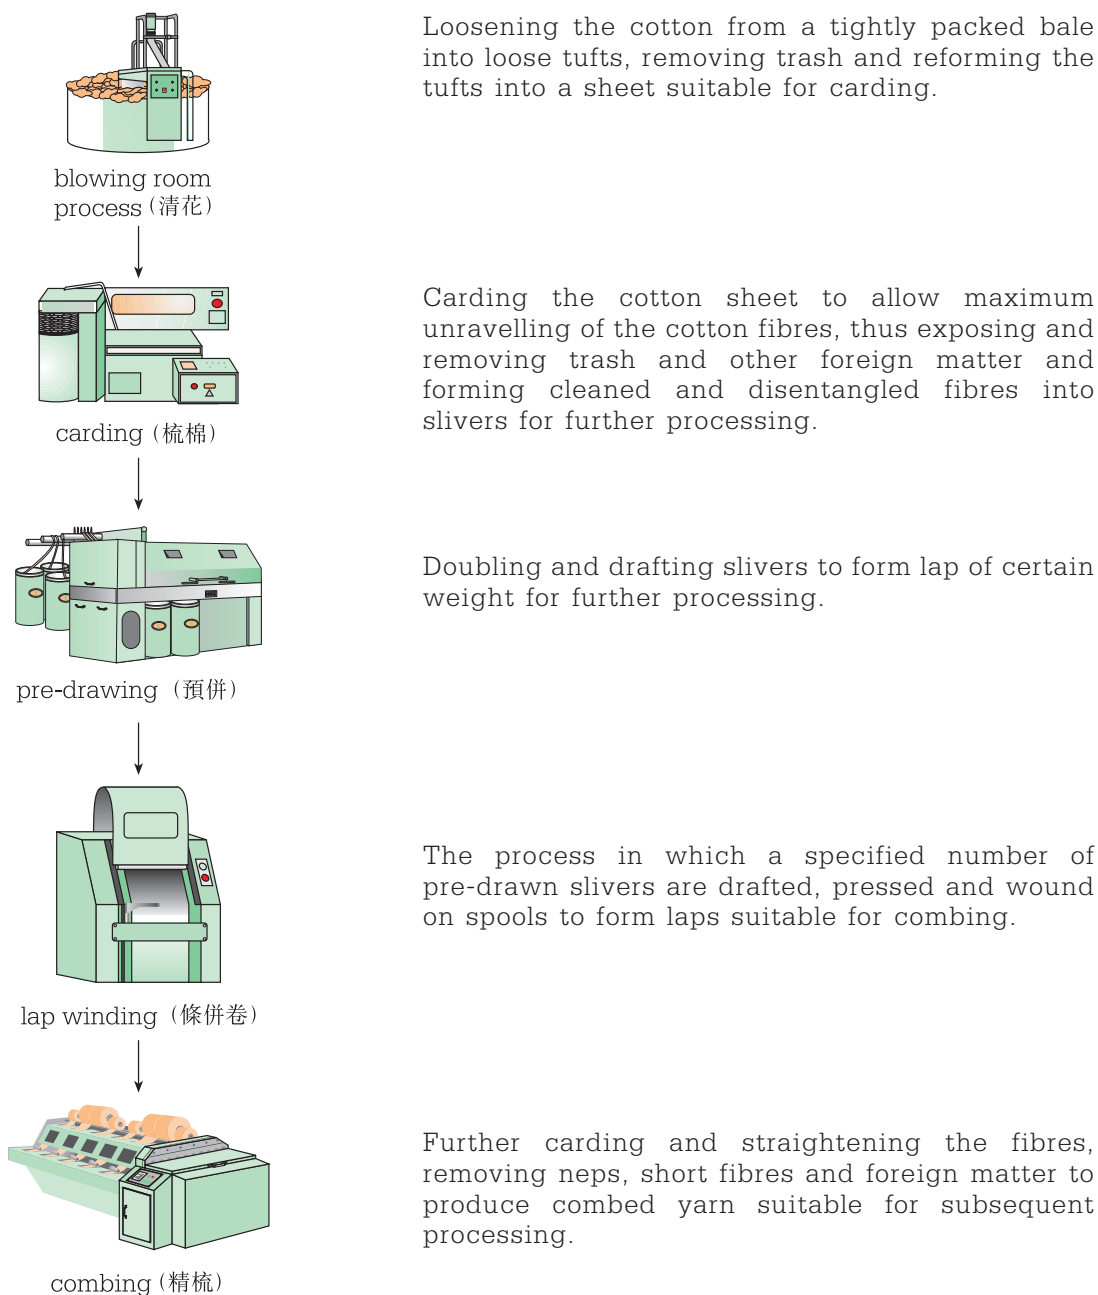 Loosening the cotton from a tightly packed bale
into loose tufts, removing trash and reforming the
tufts into a sheet suitable for carding.
blowing room
process (清花)
Carding the cotton sheet to allow maximum
unravelling of the cotton fibres, thus exposing and
removing trash and other foreign matter and
forming cleaned and disentangled fibres into
slivers for further processing.
carding (梳棉)
Doubling and drafting slivers to form lap of certain
weight for further processing.
pre-drawing (預併)
The process in which a specified number of
pre-drawn slivers are drafted, pressed and wound
on spools to form laps suitable for combing.
lap winding (條併卷)
Further carding and straightening the fibres,
removing neps, short fibres and foreign matter to
produce combed yarn suitable for subsequent
processing.
combing (精梳)